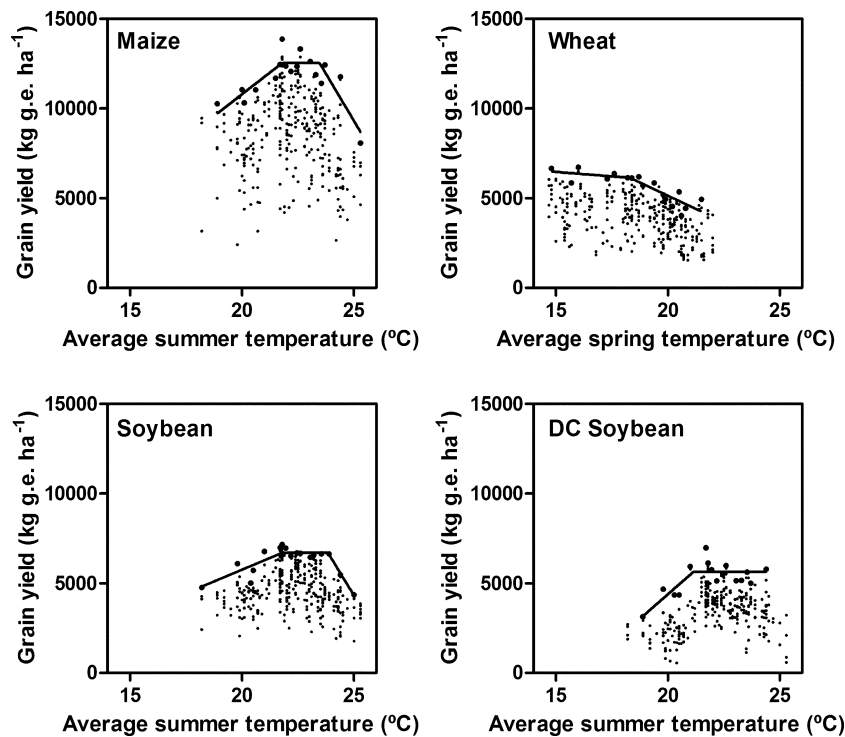 Maize
Grain yield (kg g.e. ha⁻¹)
15000
10000
5000
0
15 20 25
Average summer temperature (ºC)
Wheat
Grain yield (kg g.e. ha⁻¹)
15000
10000
5000
0
15 20 25
Average spring temperature (ºC)
Soybean
Grain yield (kg g.e. ha⁻¹)
15000
10000
5000
0
15 20 25
Average summer temperature (ºC)
DC Soybean
Grain yield (kg g.e. ha⁻¹)
15000
10000
5000
0
15 20 25
Average summer temperature (ºC)